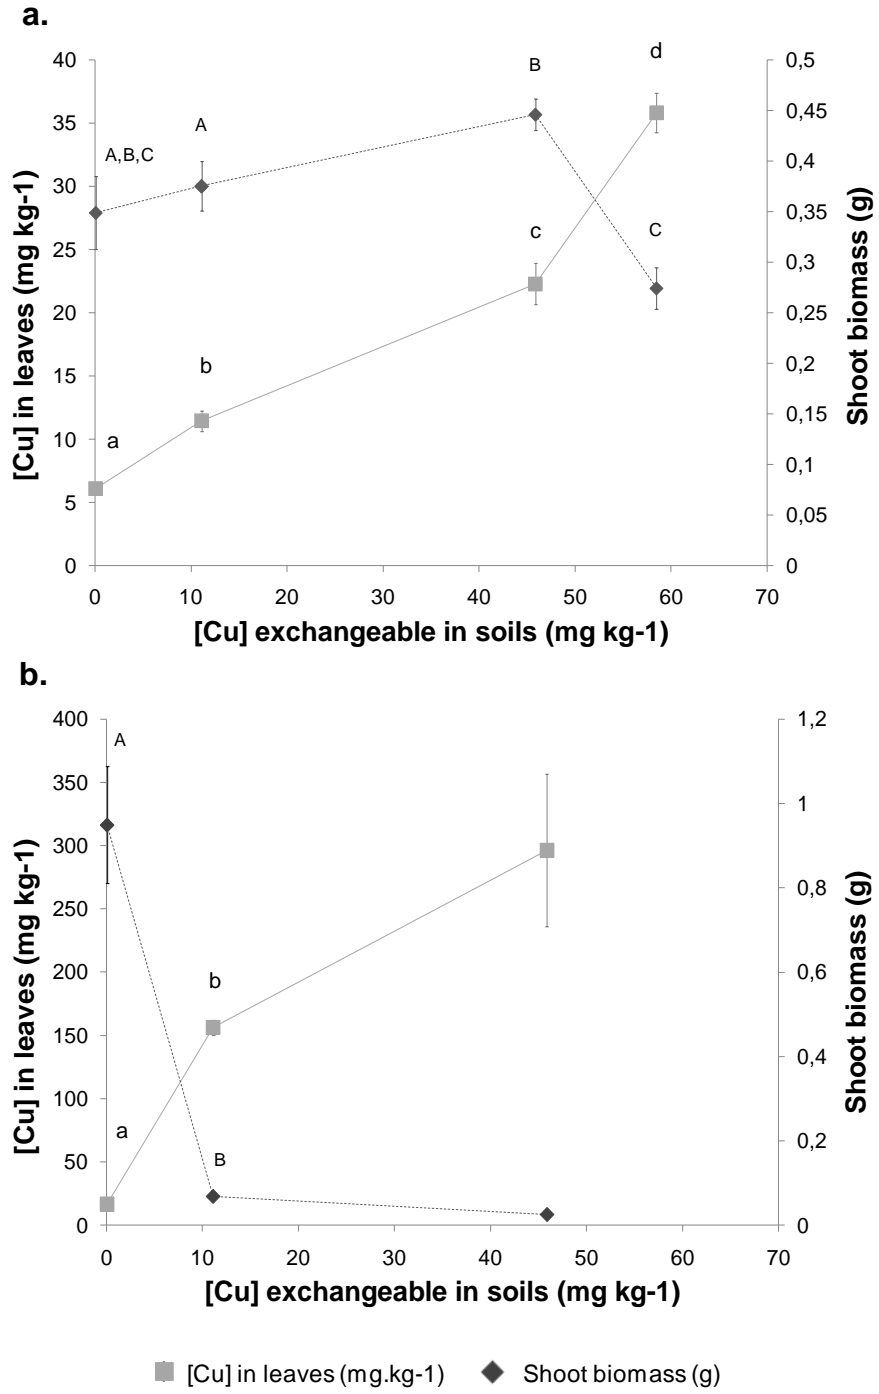 a.
40
35
30
25
20
15
10
5
0
[Cu] in leaves (mg kg-1)
0,5
0,45
0,4
0,35
0,3
0,25
0,2
0,15
0,1
0,05
0
Shoot biomass (g)
A,B,C
A
B
C
a
b
c
d
0 10 20 30 40 50 60 70
[Cu] exchangeable in soils (mg kg-1)
b.
400
350
300
250
200
150
100
50
0
[Cu] in leaves (mg kg-1)
1,2
1
0,8
0,6
0,4
0,2
0
Shoot biomass (g)
A
B
a
b
0 10 20 30 40 50 60 70
[Cu] exchangeable in soils (mg kg-1)
[Cu] in leaves (mg.kg-1) Shoot biomass (g)